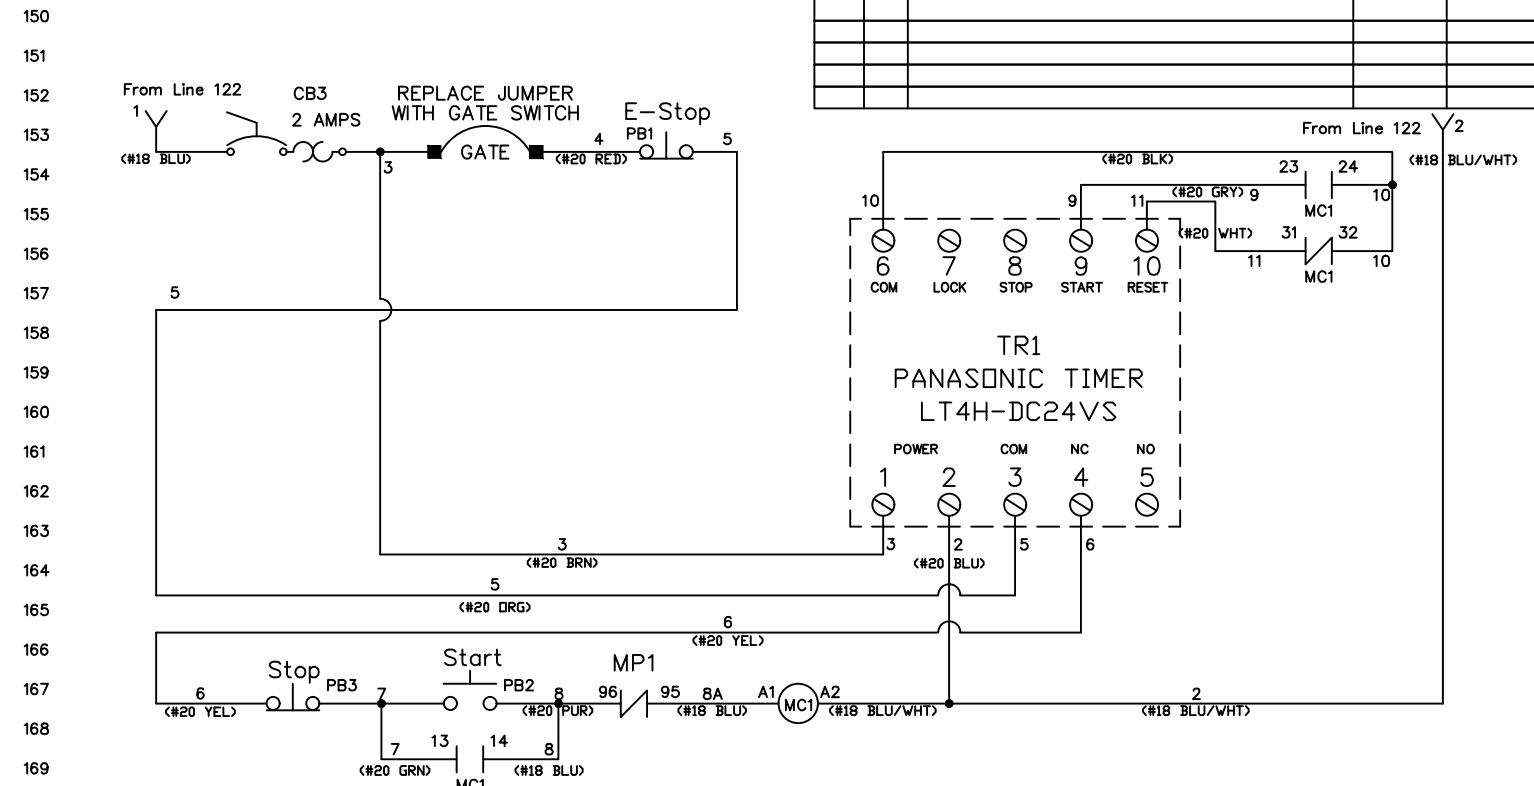 150
151
152
153
154
155
156
157
158
159
160
161
162
163
164
165
166
167
168
169
From Line 122
1
(#18 BLU)
CB3
2 AMPS
3
REPLACE JUMPER
WITH GATE SWITCH
GATE
4
(#20 RED)
E-Stop
PB1
5
5
From Line 122
2
(#18 BLU/WHT)
(#20 BLK)
23 24
(#20 GRY) 9
MC1
10
10 9 11
(#20 WHT)
31 32
11
MC1
10
6 7 8 9 10
COM LOCK STOP START RESET
TR1
PANASONIC TIMER
LT4H-DC24VS
POWER COM NC NO
1 2 3 4 5
3 2 5 6
(#20 BLU)
3
(#20 BRN)
5
(#20 ORG)
6
(#20 YEL)
6
(#20 YEL)
Stop
PB3
7
Start
PB2
8
(#20 PUR)
MP1
96 95
8A
(#18 BLU)
A1 MC1 A2
(#18 BLU/WHT)
2
(#18 BLU/WHT)
7
(#20 GRN)
13 14
8
(#18 BLU)
MC1